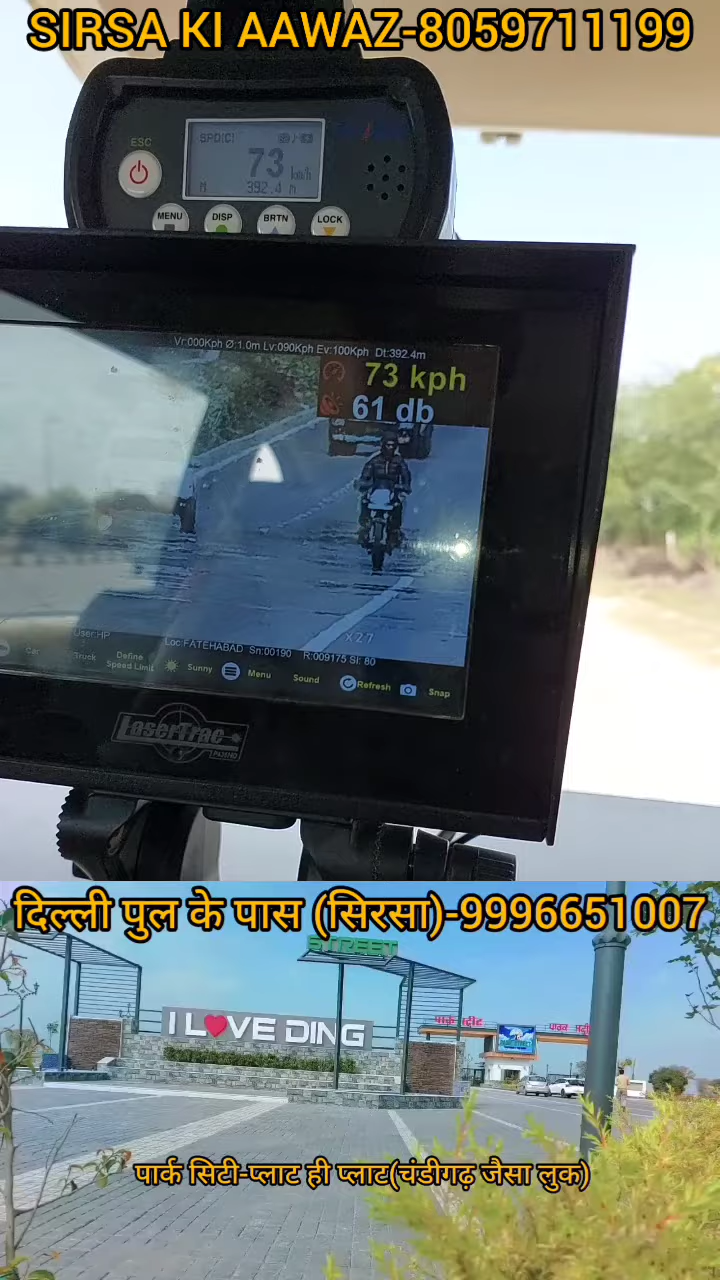 SIRSA KI AAWAZ-8059711199
ESC
SPD(C)
73 km/h
M 392.4 m
MENU DISP BRTN LOCK
Vr:000Kph Ø:1.0m Lv:090Kph Ev:100Kph Dt:392.4m
73 kph
61 db
X27
User:HP
Loc:FATEHABAD Sn:00190 R:009175 Sl: 80
Car Truck Define Speed Limit Sunny Menu Sound Refresh Snap
LaserTrac
दिल्ली पुल के पास (सिरसा)-9996651007
STREET
I L❤VE DING
पार्क स्ट्रीट
पार्क सिटी-प्लाट ही प्लाट(चंडीगढ़ जैसा लुक)